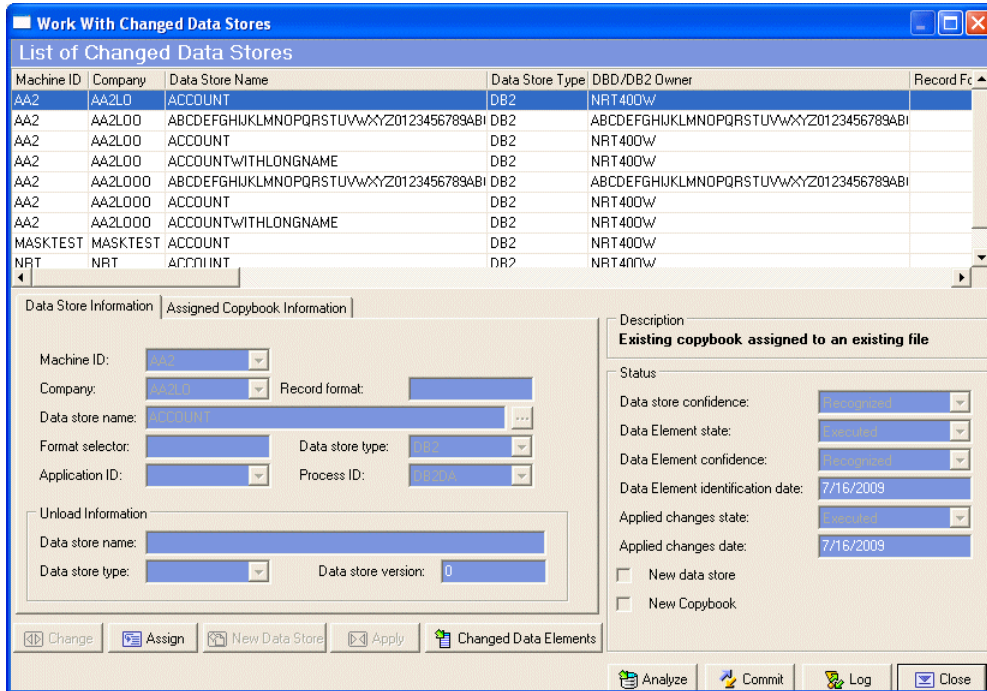 Work With Changed Data Stores
List of Changed Data Stores
Machine ID Company Data Store Name Data Store Type DBD/DB2 Owner Record Fc
AA2 AA2LO ACCOUNT DB2 NRT400W
AA2 AA2LOO ABCDEFGHIJKLMNOPQRSTUVWXYZ0123456789AB DB2 ABCDEFGHIJKLMNOPQRSTUVWXYZ0123456789AB
AA2 AA2LOO ACCOUNT DB2 NRT400W
AA2 AA2LOO ACCOUNTWITHLONGNAME DB2 NRT400W
AA2 AA2LOOO ABCDEFGHIJKLMNOPQRSTUVWXYZ0123456789AB DB2 ABCDEFGHIJKLMNOPQRSTUVWXYZ0123456789AB
AA2 AA2LOOO ACCOUNT DB2 NRT400W
AA2 AA2LOOO ACCOUNTWITHLONGNAME DB2 NRT400W
MASKTEST MASKTEST ACCOUNT DB2 NRT400W
NRT NRT ACCOUNT DB2 NRT400W
Data Store Information Assigned Copybook Information
Machine ID: AA2
Company: AA2LO Record format:
Data store name: ACCOUNT ...
Format selector: Data store type: DB2
Application ID: Process ID: DB2DA
Unload Information
Data store name:
Data store type: Data store version: 0
Change Assign New Data Store Apply Changed Data Elements
Description
Existing copybook assigned to an existing file
Status
Data store confidence: Recognized
Data Element state: Executed
Data Element confidence: Recognized
Data Element identification date: 7/16/2009
Applied changes state: Executed
Applied changes date: 7/16/2009
New data store
New Copybook
Analyze Commit Log Close